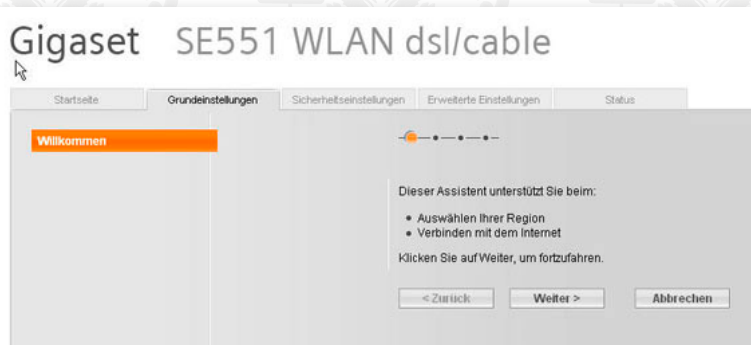 Gigaset SE551 WLAN dsl/cable
Startseite Grundeinstellungen Sicherheitseinstellungen Erweiterte Einstellungen Status
Willkommen
Dieser Assistent unterstützt Sie beim:
• Auswählen Ihrer Region
• Verbinden mit dem Internet
Klicken Sie auf Weiter, um fortzufahren.
< Zurück Weiter > Abbrechen